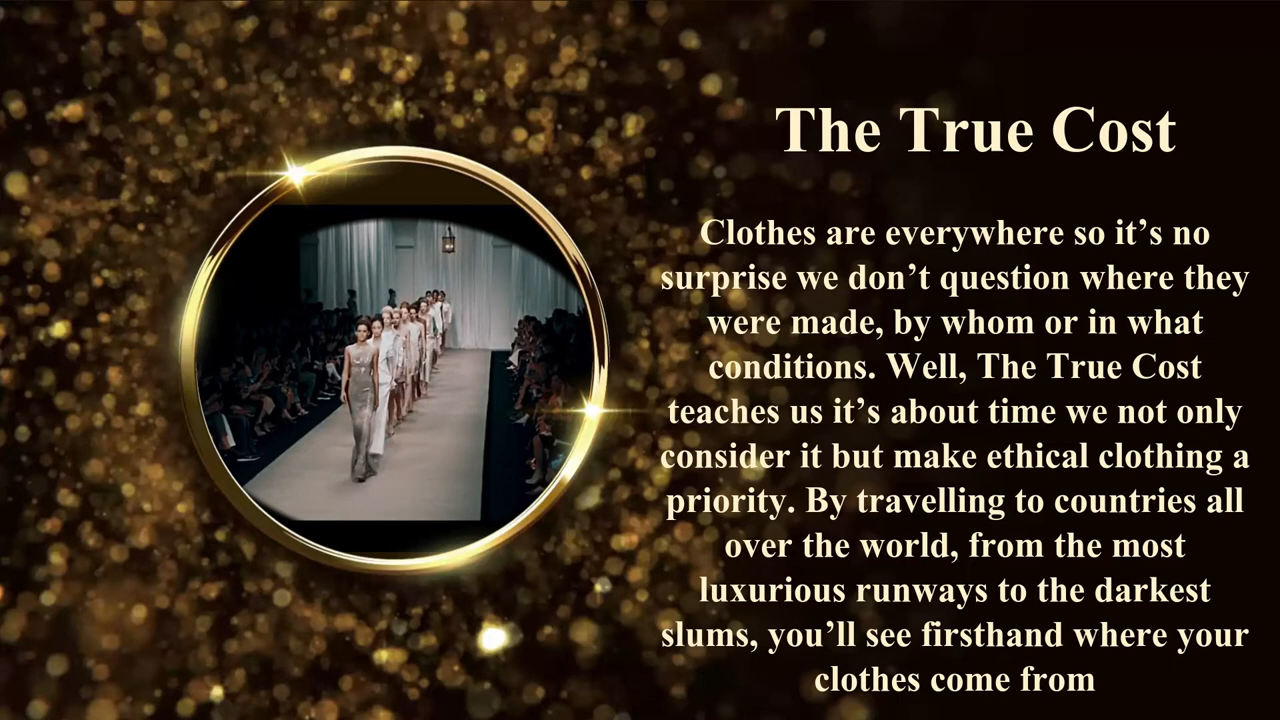 The True Cost
Clothes are everywhere so it’s no
surprise we don’t question where they
were made, by whom or in what
conditions. Well, The True Cost
teaches us it’s about time we not only
consider it but make ethical clothing a
priority. By travelling to countries all
over the world, from the most
luxurious runways to the darkest
slums, you’ll see firsthand where your
clothes come from